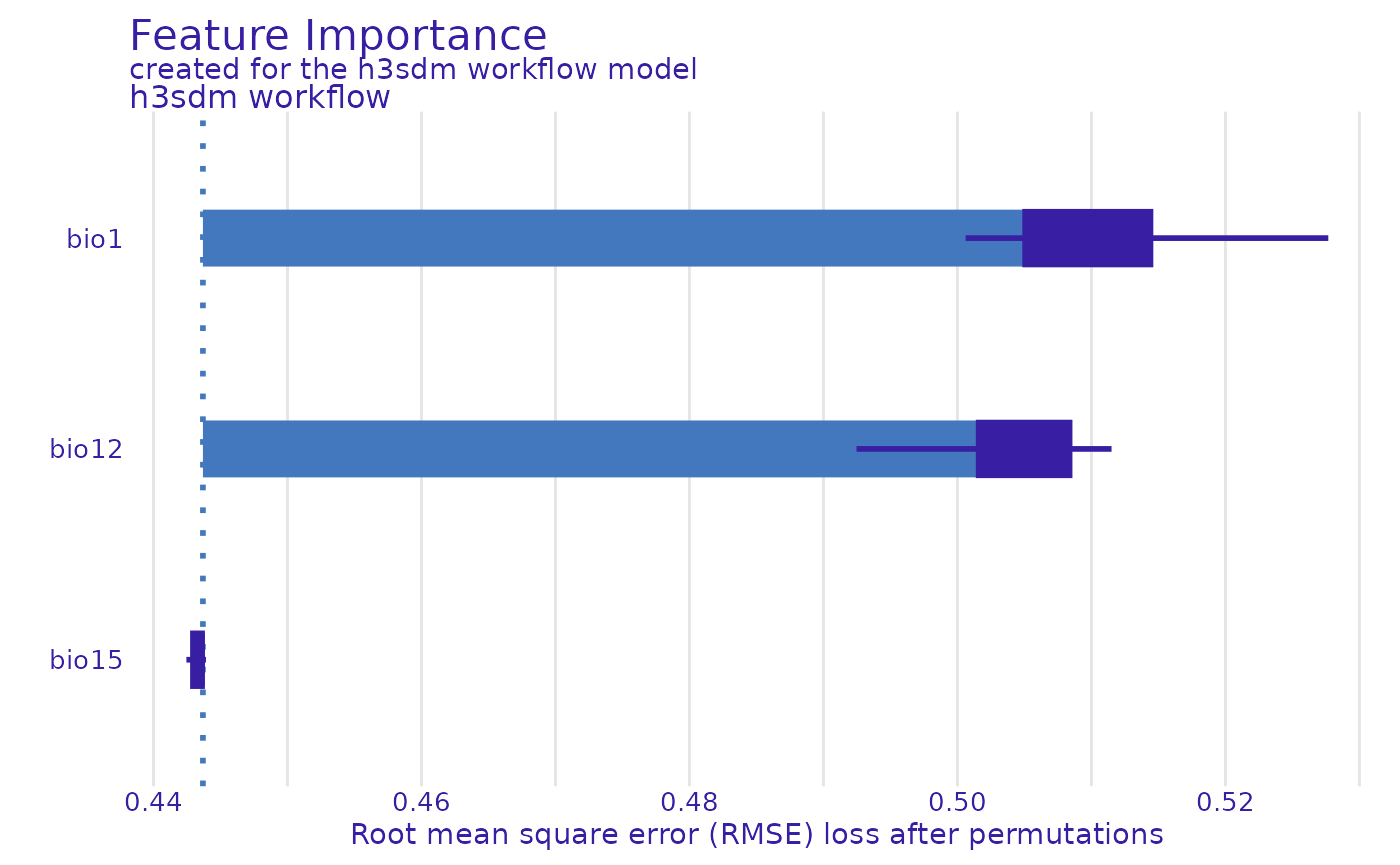 Feature Importance
created for the h3sdm workflow model
h3sdm workflow
bio1
bio12
bio15
0.44 0.46 0.48 0.50 0.52
Root mean square error (RMSE) loss after permutations